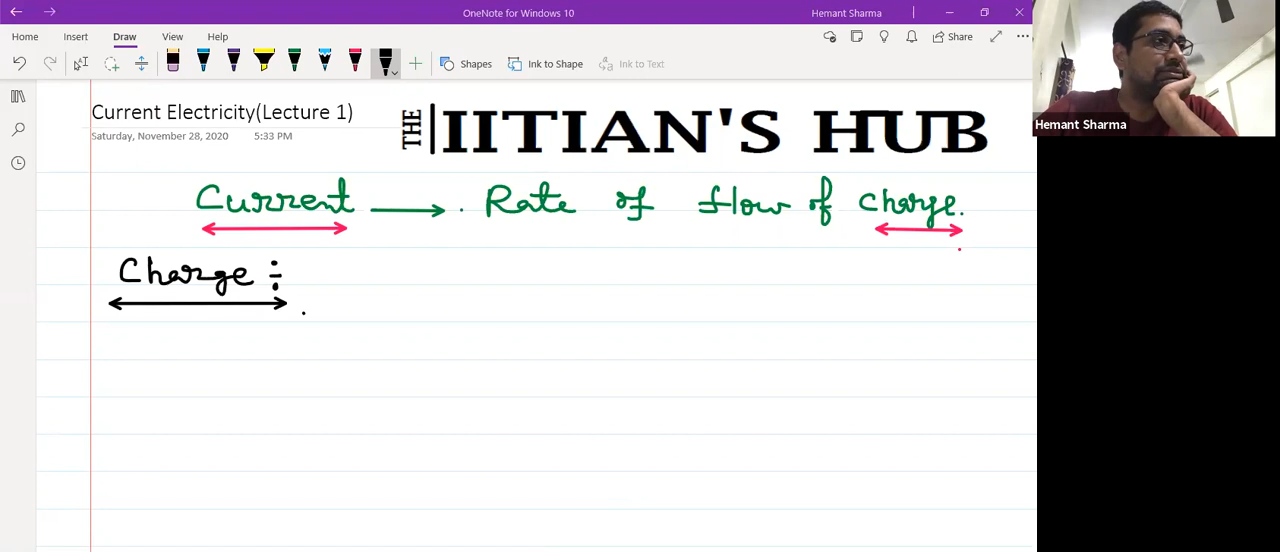 OneNote for Windows 10
Hemant Sharma
Home Insert Draw View Help
Share
Shapes Ink to Shape Ink to Text
Hemant Sharma
Current Electricity(Lecture 1)
Saturday, November 28, 2020 5:33 PM
THE IITIAN'S HUB
Current → Rate of flow of charge.
Charge :-